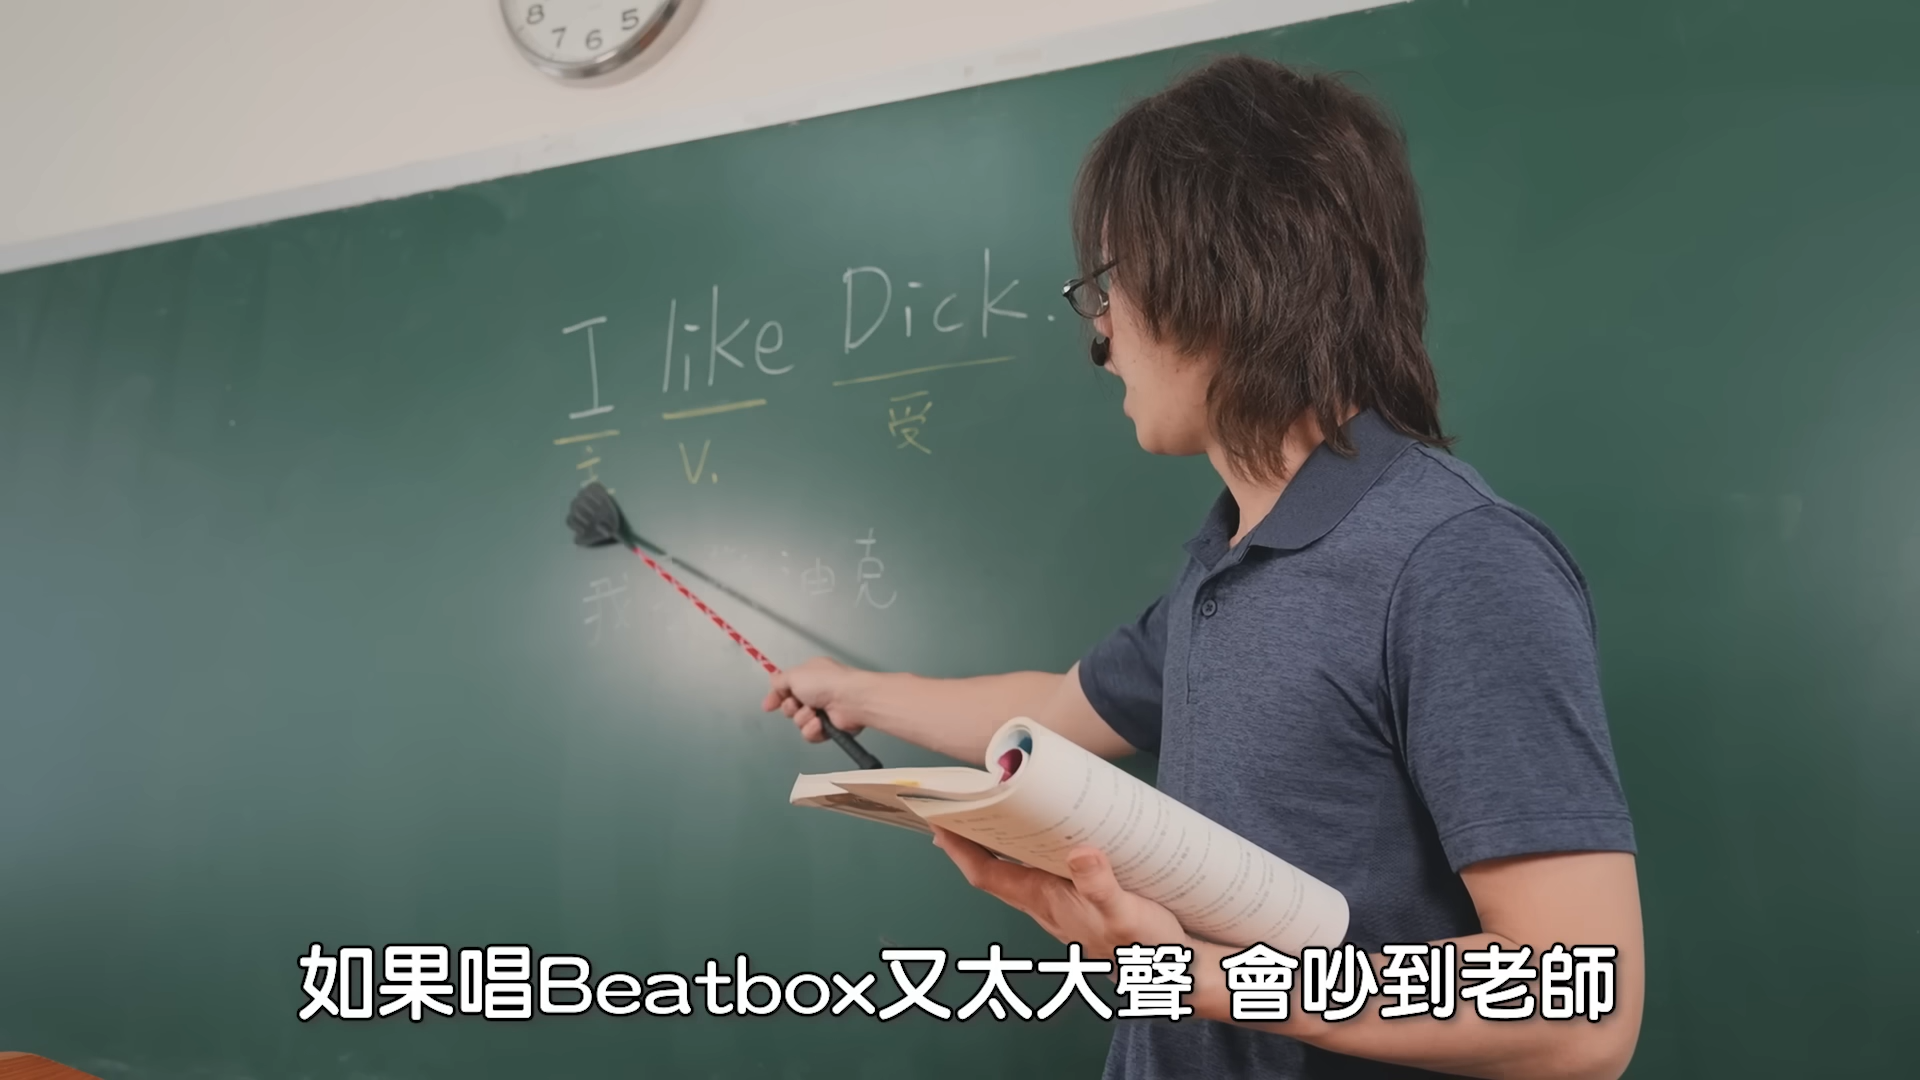 8 7 6 5
I like Dick.
主 V. 受
我 迪克
如果唱Beatbox又太大聲 會吵到老師